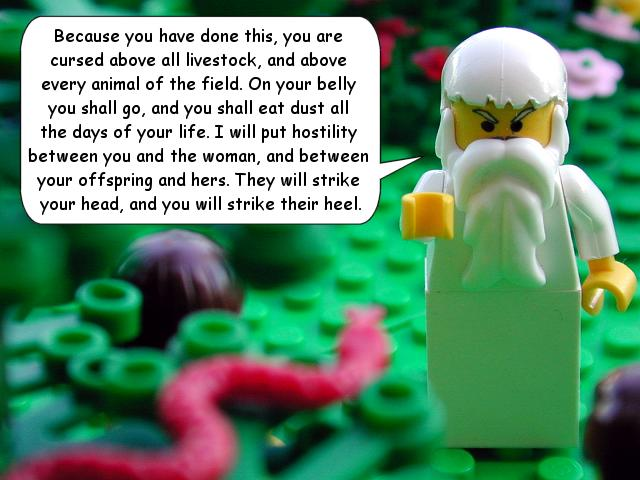 Because you have done this, you are
cursed above all livestock, and above
every animal of the field. On your belly
you shall go, and you shall eat dust all
the days of your life. I will put hostility
between you and the woman, and between
your offspring and hers. They will strike
your head, and you will strike their heel.